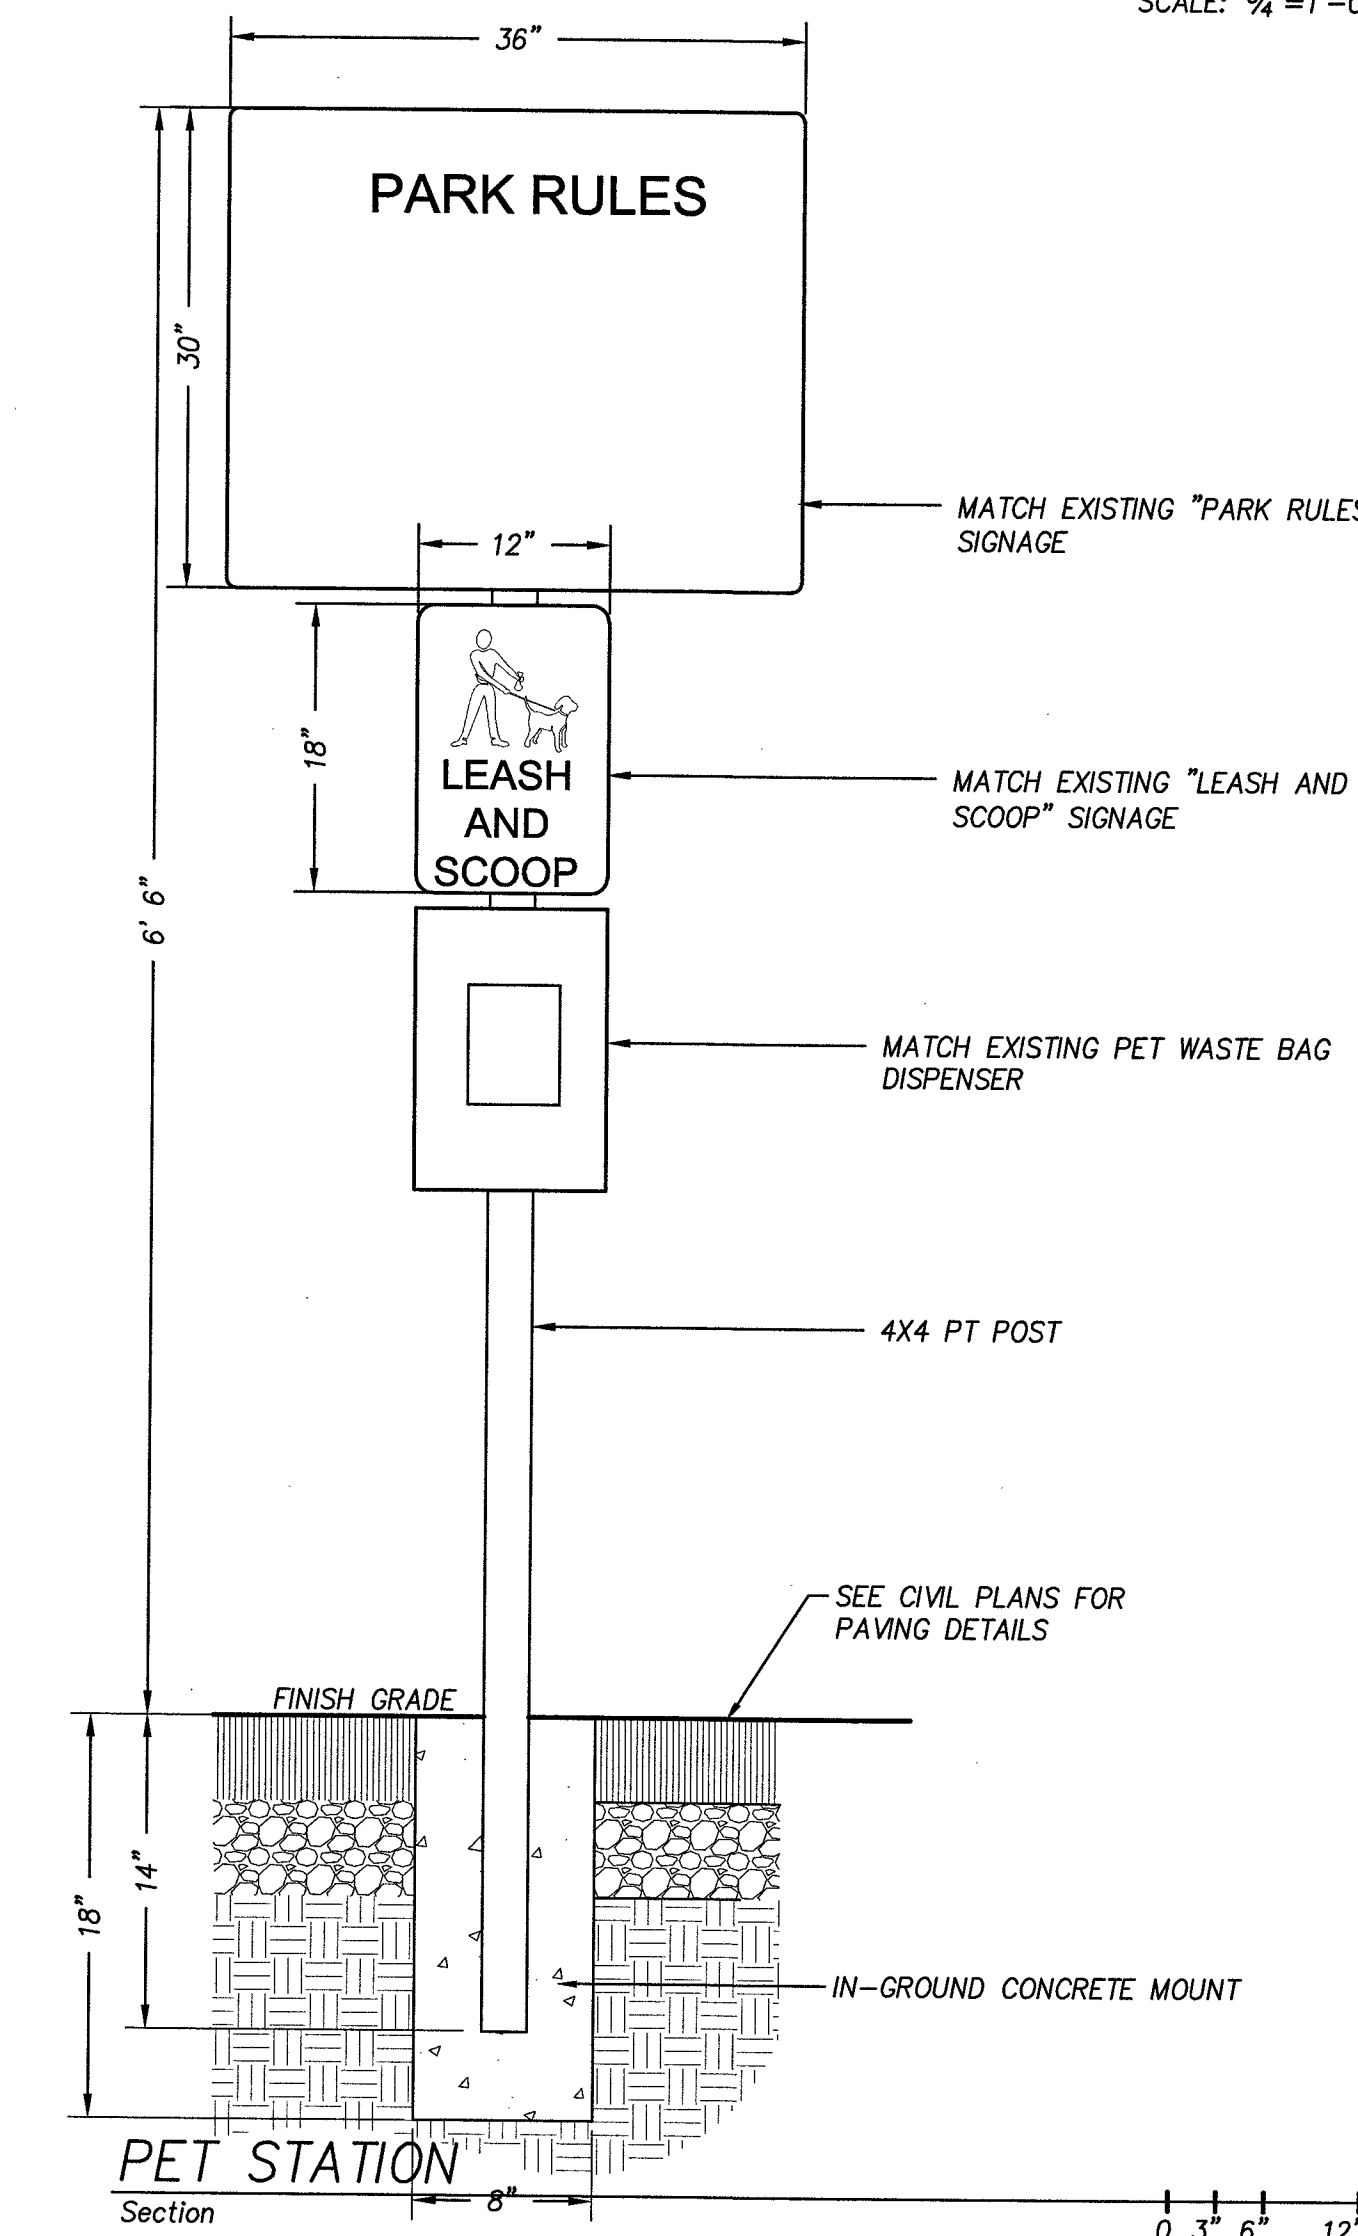 36"
PARK RULES
30"
MATCH EXISTING "PARK RULES
SIGNAGE
12"
18"
LEASH
AND
SCOOP
MATCH EXISTING "LEASH AND
SCOOP" SIGNAGE
6' 6"
MATCH EXISTING PET WASTE BAG
DISPENSER
4X4 PT POST
SEE CIVIL PLANS FOR
PAVING DETAILS
FINISH GRADE
14"
18"
IN-GROUND CONCRETE MOUNT
PET STATION
8"
Section
0 3" 6" 12"